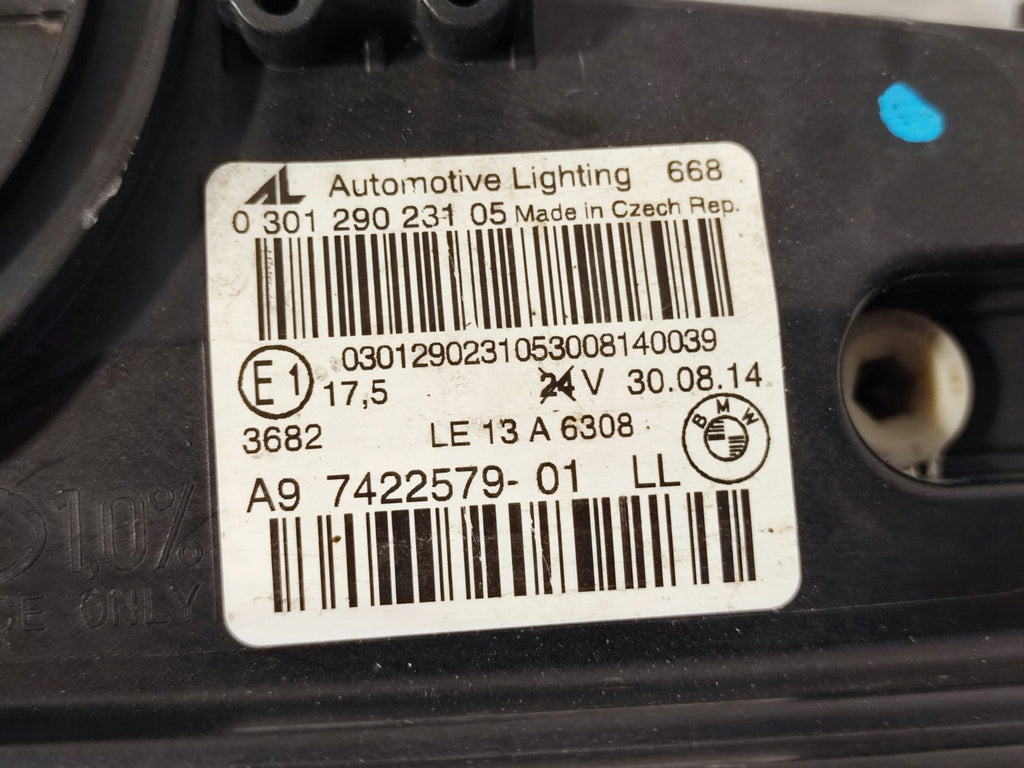 AL Automotive Lighting 668
0 301 290 231 05 Made in Czech Rep.
0301290231053008140039
E1 17,5 24 V 30.08.14
3682 LE 13 A 6308
BMW
A9 7422579-01 LL
1,0%
ONLY